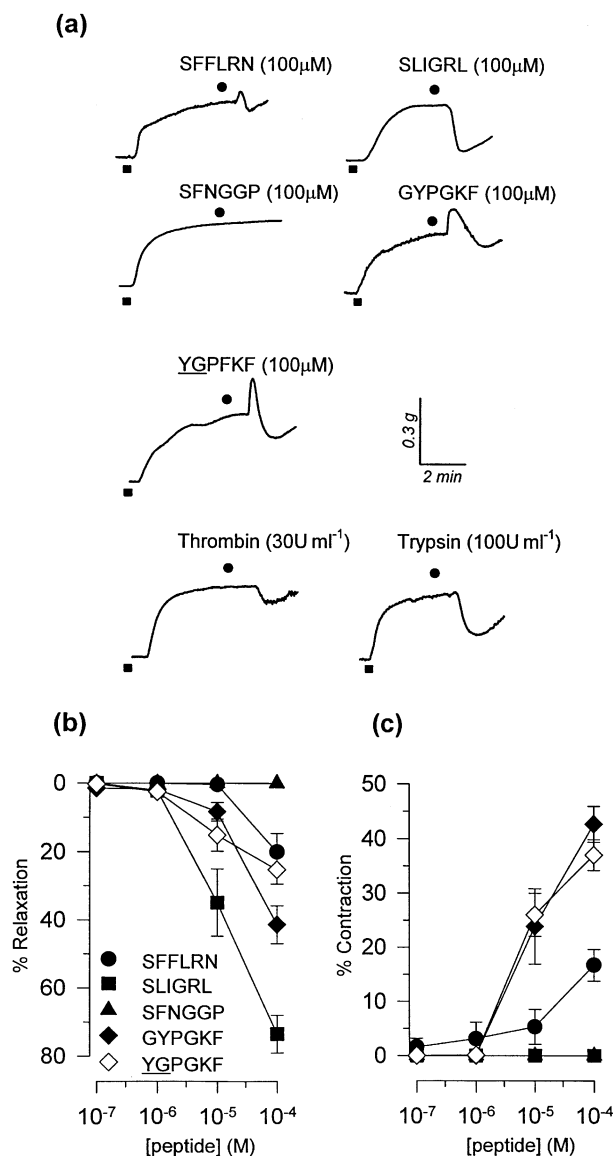 (a)
SFFLRN (100µM)
SLIGRL (100µM)
SFNGGP (100µM)
GYPGKF (100µM)
YGPFKF (100µM)
0.3 g
2 min
Thrombin (30U ml⁻¹)
Trypsin (100U ml⁻¹)
(b)
0
20
40
60
80
% Relaxation
SFFLRN
SLIGRL
SFNGGP
GYPGKF
YGPGKF
10⁻⁷
10⁻⁶
10⁻⁵
10⁻⁴
[peptide] (M)
(c)
50
40
30
20
10
0
% Contraction
10⁻⁷
10⁻⁶
10⁻⁵
10⁻⁴
[peptide] (M)